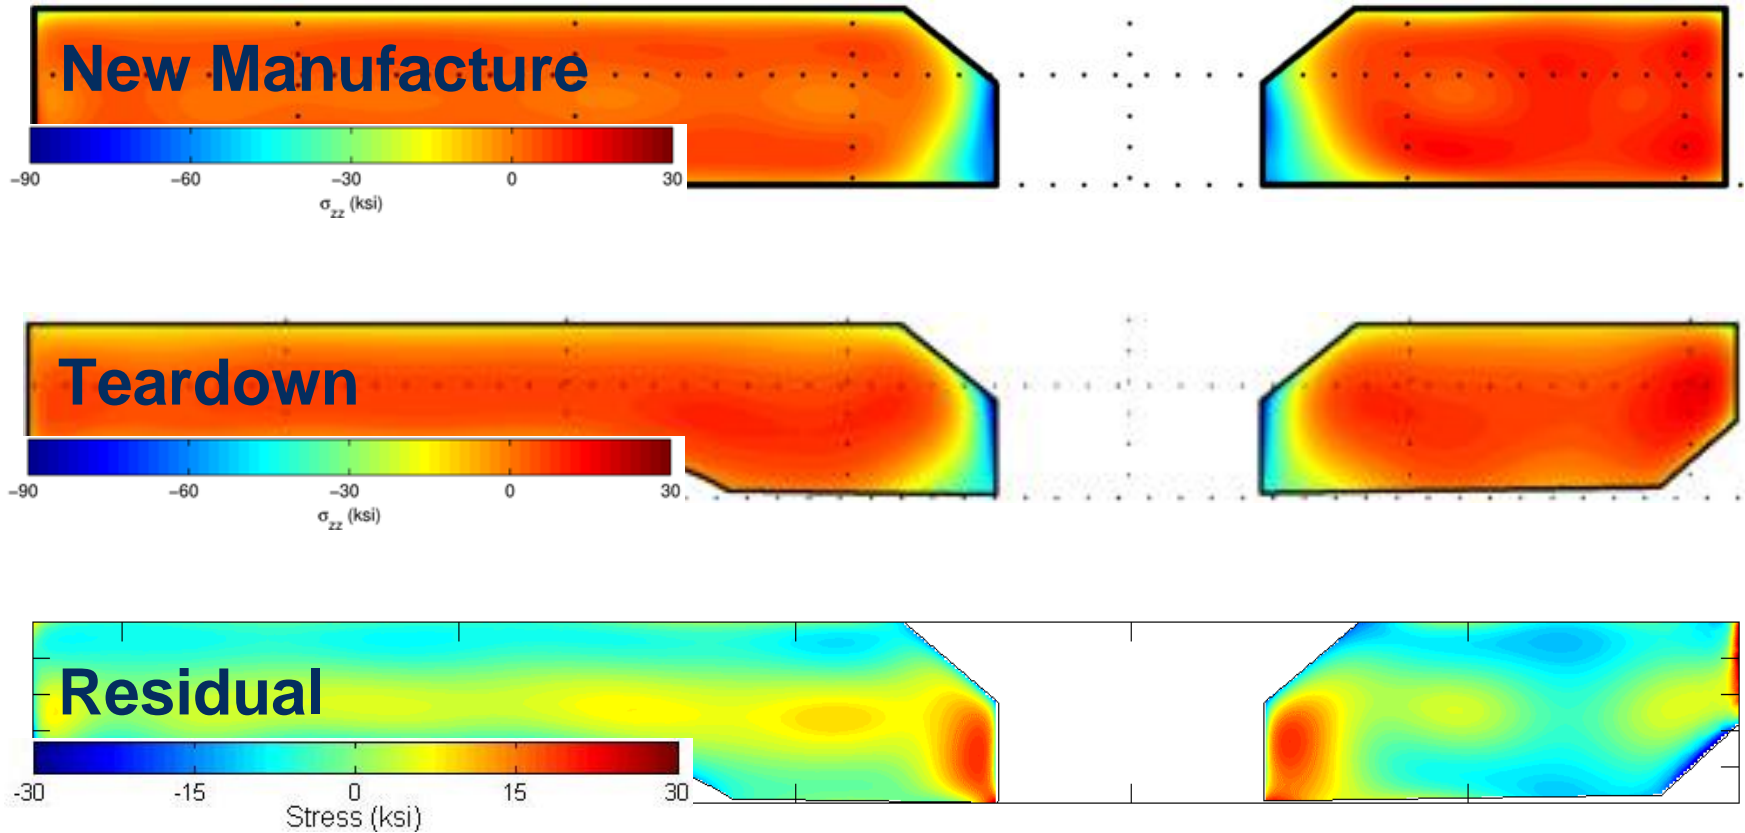 New Manufacture
−90 −60 −30 0 30
σzz (ksi)
Teardown
−90 −60 −30 0 30
σzz (ksi)
Residual
-30 -15 0 15 30
Stress (ksi)